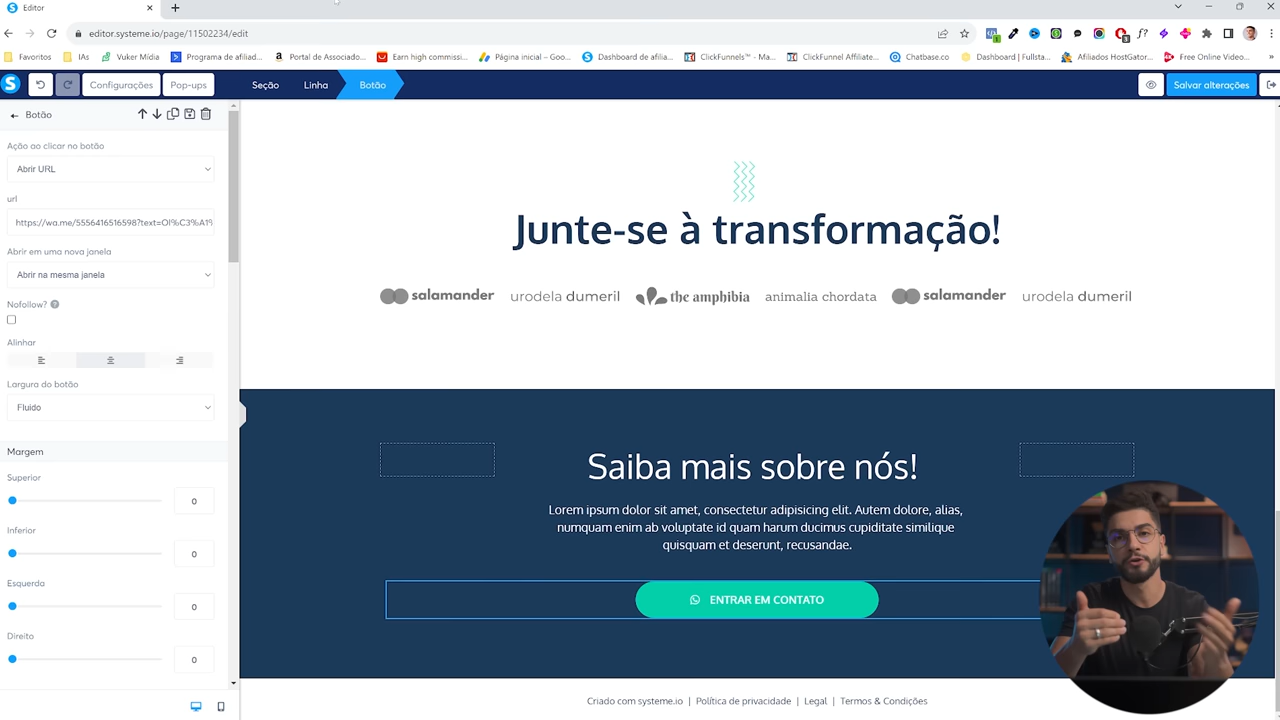 Editor
editor.systeme.io/page/11502234/edit
Favoritos
IAs
Vuker Mídia
Programa de afiliad...
Portal de Associado...
Earn high commissi...
Página inicial – Goo...
Dashboard de afilia...
ClickFunnels™ - Ma...
ClickFunnel Affiliate...
Chatbase.co
Dashboard | Fullsta...
Afiliados HostGator...
Free Online Video...
Configurações
Pop-ups
Seção
Linha
Botão
Salvar alterações
Botão
Ação ao clicar no botão
Abrir URL
url
https://wa.me/5556416516598?text=Ol%C3%A1%
Abrir em uma nova janela
Abrir na mesma janela
Nofollow?
Alinhar
Largura do botão
Fluido
Margem
Superior
0
Inferior
0
Esquerda
0
Direito
0
Junte-se à transformação!
salamander
urodela dumeril
the amphibia
animalia chordata
salamander
urodela dumeril
Saiba mais sobre nós!
Lorem ipsum dolor sit amet, consectetur adipisicing elit. Autem dolore, alias,
numquam enim ab voluptate id quam harum ducimus cupiditate similique
quisquam et deserunt, recusandae.
ENTRAR EM CONTATO
Criado com systeme.io | Política de privacidade | Legal | Termos & Condições